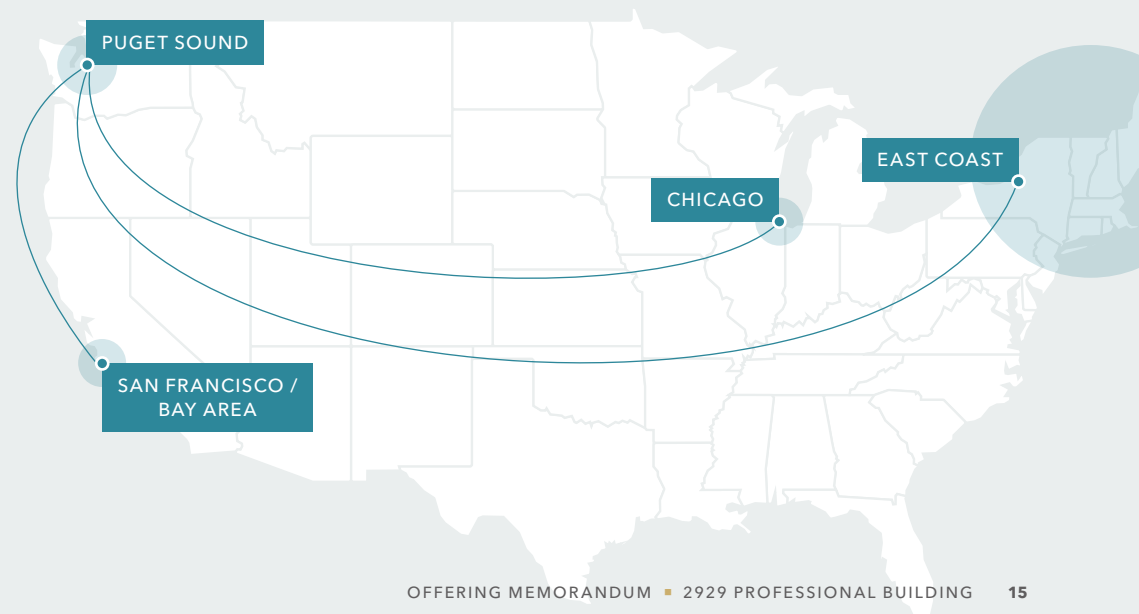 PUGET SOUND
EAST COAST
CHICAGO
SAN FRANCISCO /
BAY AREA
OFFERING MEMORANDUM ▪ 2929 PROFESSIONAL BUILDING 15